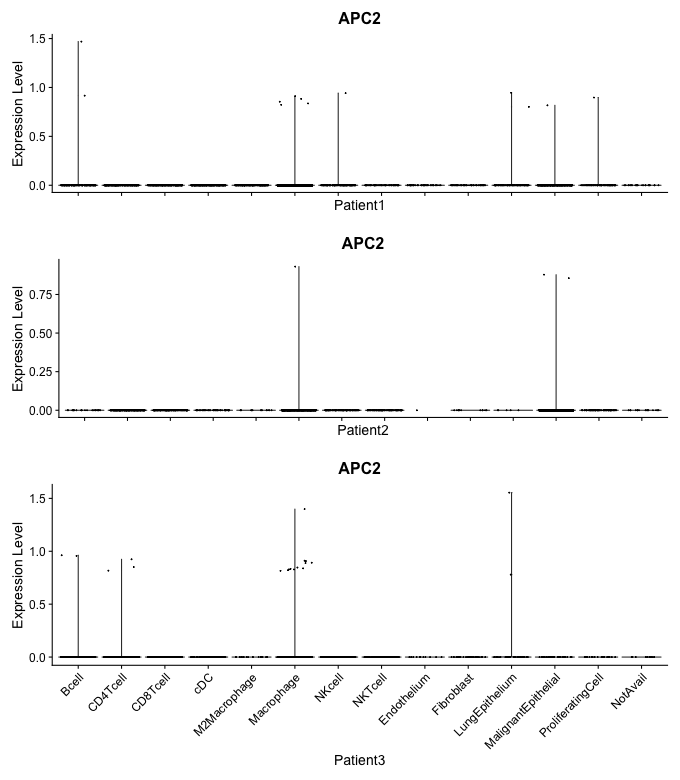 APC2
Expression Level
1.5
1.0
0.5
0.0
Patient1
APC2
Expression Level
0.75
0.50
0.25
0.00
Patient2
APC2
Expression Level
1.5
1.0
0.5
0.0
Bcell
CD4Tcell
CD8Tcell
cDC
M2Macrophage
Macrophage
NKcell
NKTcell
Endothelium
Fibroblast
LungEpithelium
MalignantEpithelial
ProliferatingCell
NotAvail
Patient3